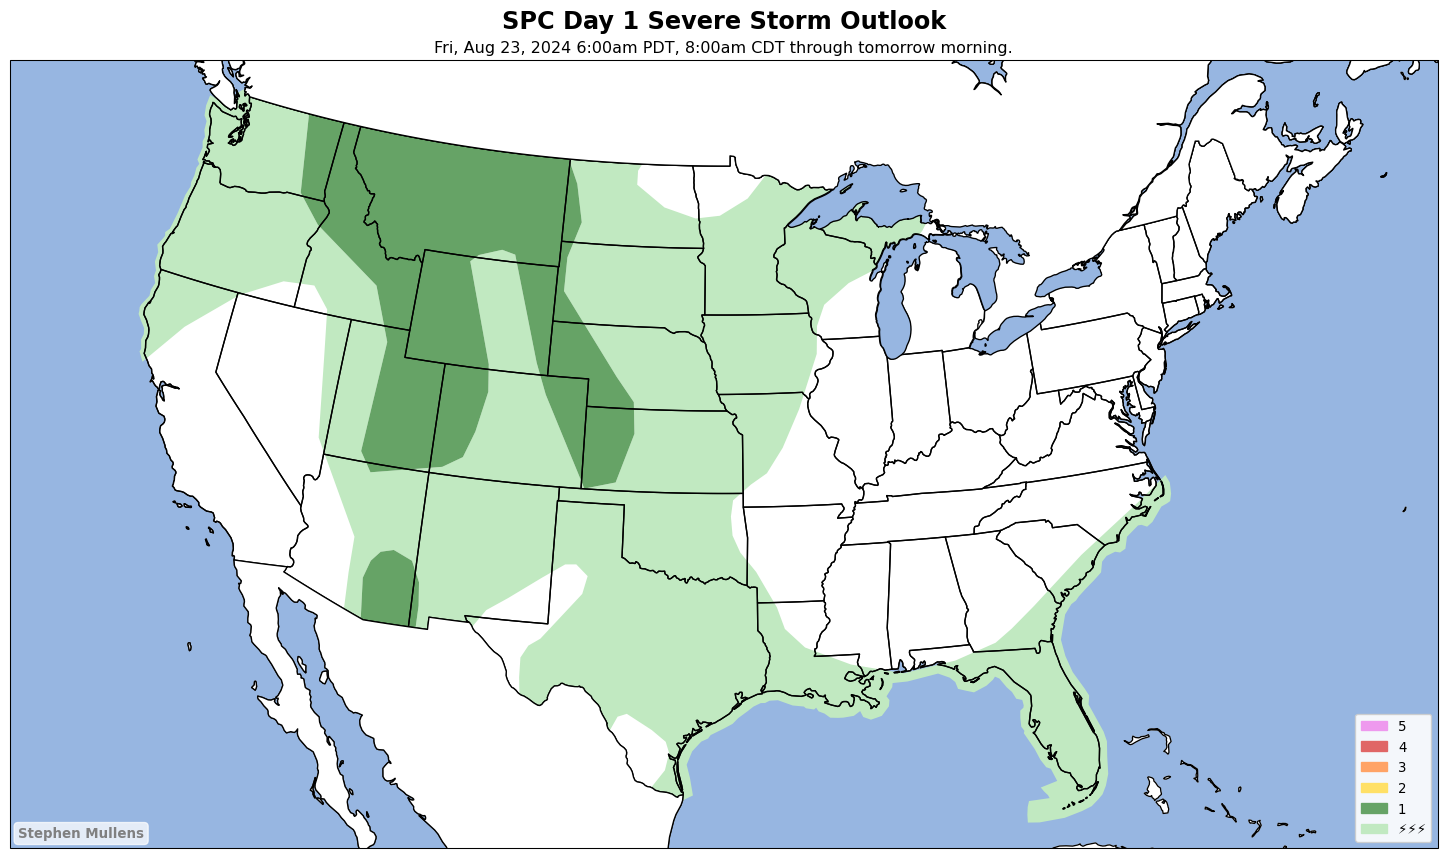 SPC Day 1 Severe Storm Outlook
Fri, Aug 23, 2024 6:00am PDT, 8:00am CDT through tomorrow morning.
5
4
3
2
1
⚡⚡⚡
Stephen Mullens